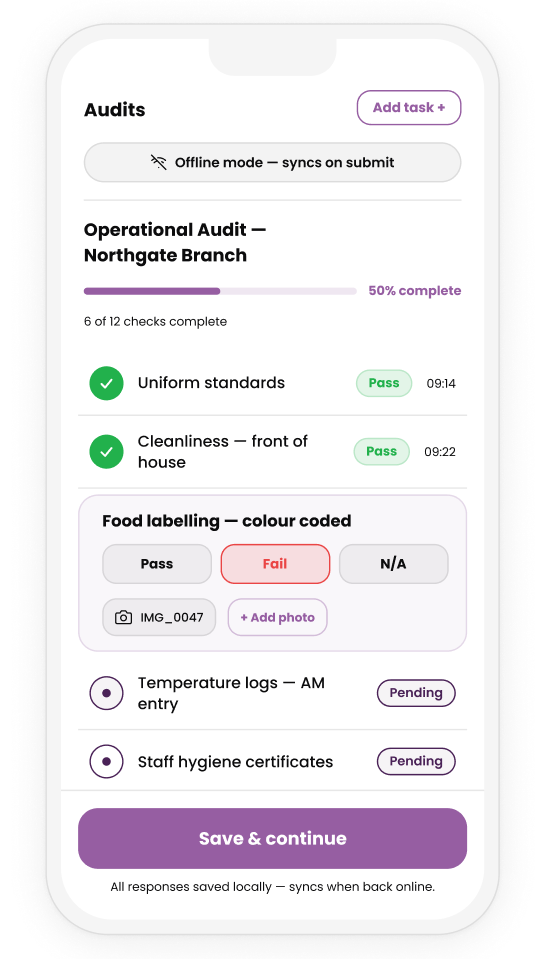 Audits
Add task +
Offline mode — syncs on submit
Operational Audit —
Northgate Branch
50% complete
6 of 12 checks complete
Uniform standards
Pass
09:14
Cleanliness — front of
house
Pass
09:22
Food labelling — colour coded
Pass
Fail
N/A
IMG_0047
+ Add photo
Temperature logs — AM
entry
Pending
Staff hygiene certificates
Pending
Save & continue
All responses saved locally — syncs when back online.